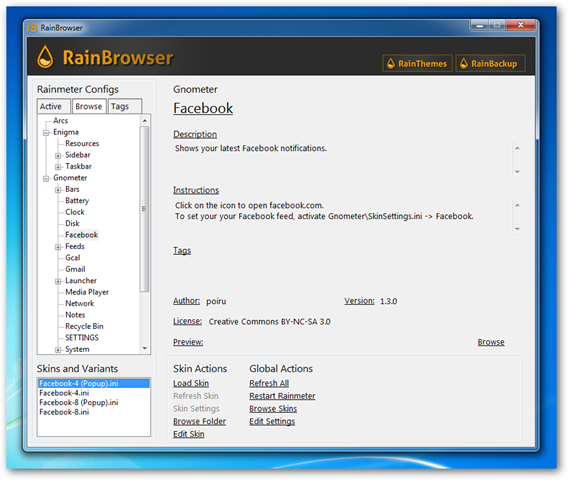 RainBrowser
RainBrowser
RainThemes RainBackup
Rainmeter Configs
Active Browse Tags
Arcs
Enigma
Resources
Sidebar
Taskbar
Gnometer
Bars
Battery
Clock
Disk
Facebook
Feeds
Gcal
Gmail
Launcher
Media Player
Network
Notes
Recycle Bin
SETTINGS
System
Skins and Variants
Facebook-4 (Popup).ini
Facebook-4.ini
Facebook-8 (Popup).ini
Facebook-8.ini
Gnometer
Facebook
Description
Shows your latest Facebook notifications.
Instructions
Click on the icon to open facebook.com.
To set your your Facebook feed, activate Gnometer\SkinSettings.ini -> Facebook.
Tags
Author: poiru Version: 1.3.0
License: Creative Commons BY-NC-SA 3.0
Preview: Browse
Skin Actions
Load Skin
Refresh Skin
Skin Settings
Browse Folder
Edit Skin
Global Actions
Refresh All
Restart Rainmeter
Browse Skins
Edit Settings